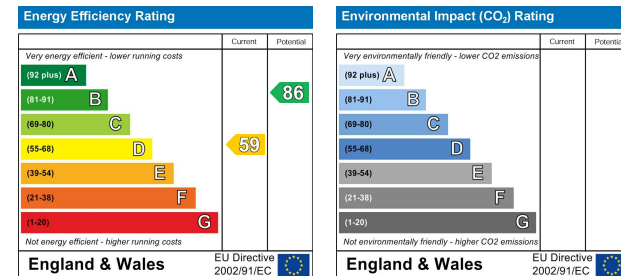 Energy Efficiency Rating
Current Potential
Very energy efficient - lower running costs
(92 plus) A
(81-91) B
(69-80) C
(55-68) D
(39-54) E
(21-38) F
(1-20) G
86
59
Not energy efficient - higher running costs
England & Wales
EU Directive
2002/91/EC
Environmental Impact (CO₂) Rating
Current Potential
Very environmentally friendly - lower CO2 emissions
(92 plus) A
(81-91) B
(69-80) C
(55-68) D
(39-54) E
(21-38) F
(1-20) G
Not environmentally friendly - higher CO2 emissions
England & Wales
EU Directive
2002/91/EC